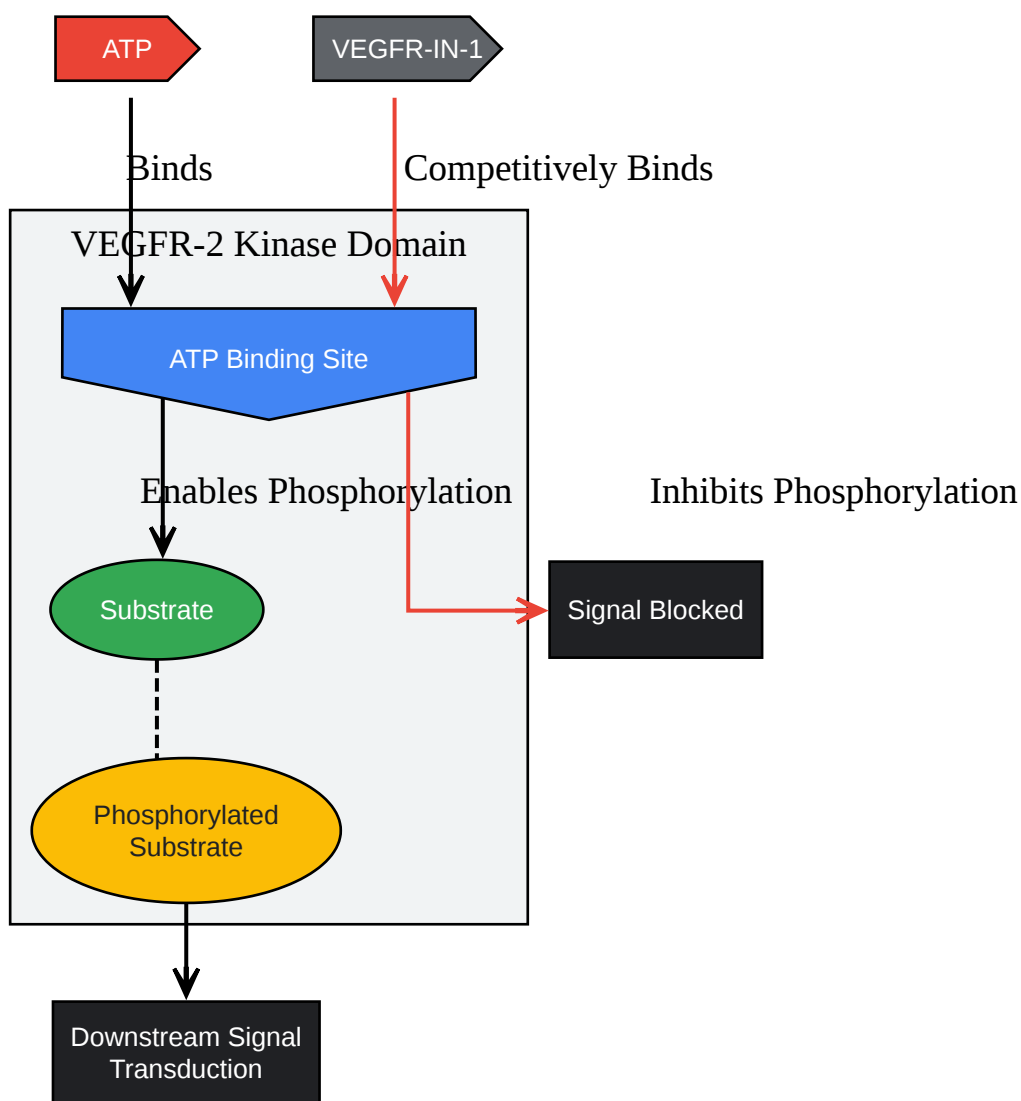 ATP
VEGFR-IN-1
Binds
Competitively Binds
VEGFR-2 Kinase Domain
ATP Binding Site
Enables Phosphorylation
Inhibits Phosphorylation
Substrate
Signal Blocked
Phosphorylated
Substrate
Downstream Signal
Transduction